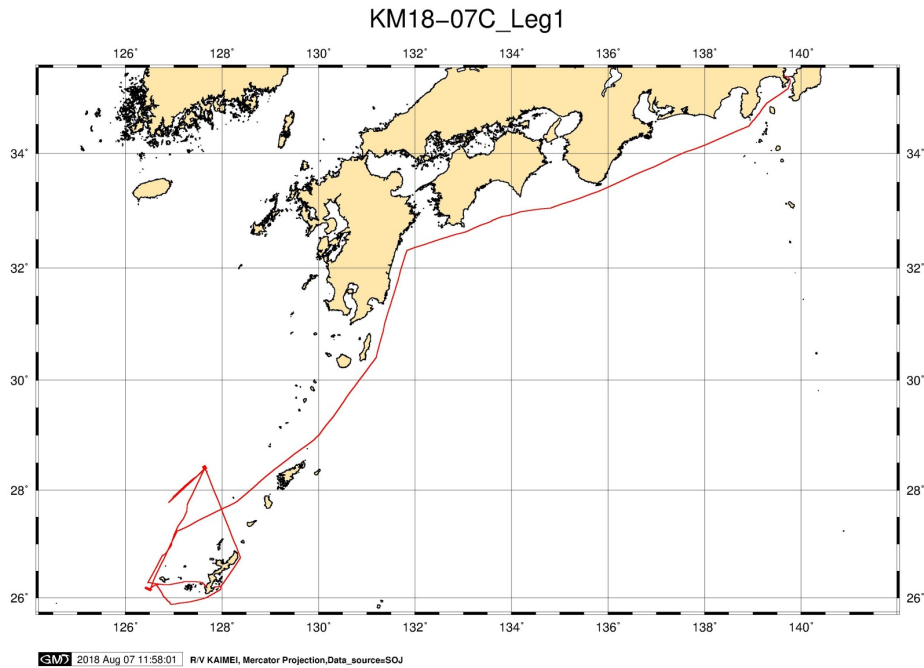 KM18−07C_Leg1
126˚ 128˚ 130˚ 132˚ 134˚ 136˚ 138˚ 140˚
34˚ 34˚
32˚ 32˚
30˚ 30˚
28˚ 28˚
26˚ 26˚
126˚ 128˚ 130˚ 132˚ 134˚ 136˚ 138˚ 140˚
GMD 2018 Aug 07 11:58:01 R/V KAIMEI, Mercator Projection,Data_source=SOJ